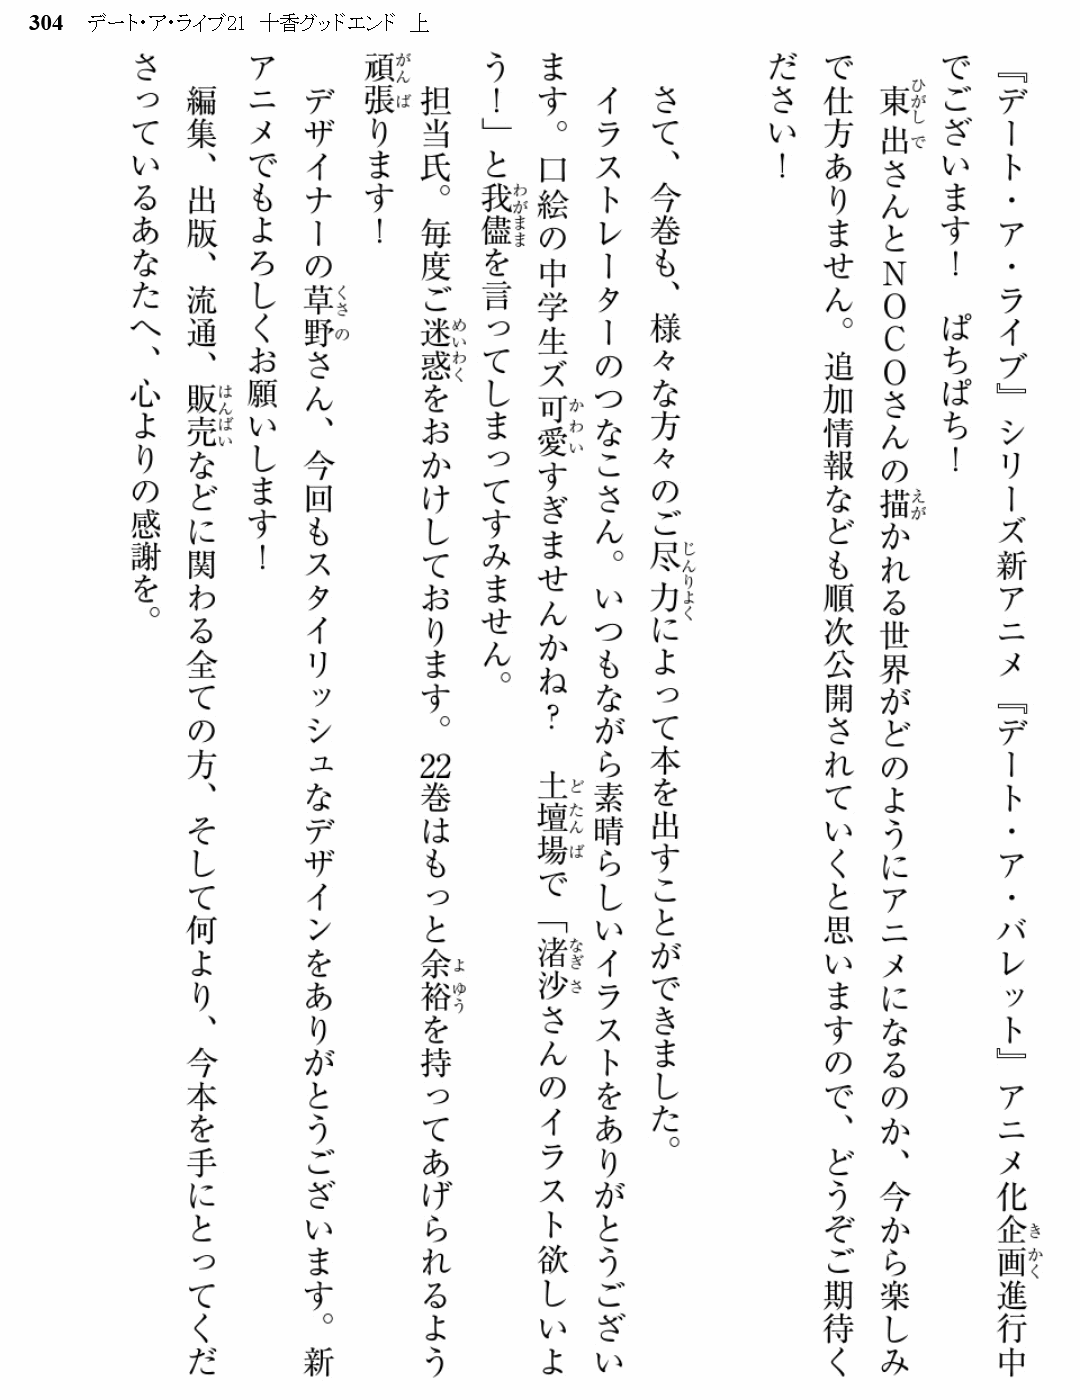 304 デート・ア・ライブ21 十香グッドエンド 上
『デート・ア・ライブ』シリーズ新アニメ『デート・ア・バレット』アニメ化企画進行中
でございます！ ぱちぱち！
東出さんとNOCOさんの描かれる世界がどのようにアニメになるのか、今から楽しみ
で仕方ありません。追加情報なども順次公開されていくと思いますので、どうぞご期待く
ださい！
さて、今巻も、様々な方々のご尽力によって本を出すことができました。
イラストレーターのつなこさん。いつもながら素晴らしいイラストをありがとうござい
ます。口絵の中学生ズ可愛すぎませんかね？ 土壇場で「渚沙さんのイラスト欲しいよ
う！」と我儘を言ってしまってすみません。
担当氏。毎度ご迷惑をおかけしております。22巻はもっと余裕を持ってあげられるよう
頑張ります！
デザイナーの草野さん、今回もスタイリッシュなデザインをありがとうございます。新
アニメでもよろしくお願いします！
編集、出版、流通、販売などに関わる全ての方、そして何より、今本を手にとってくだ
さっているあなたへ、心よりの感謝を。